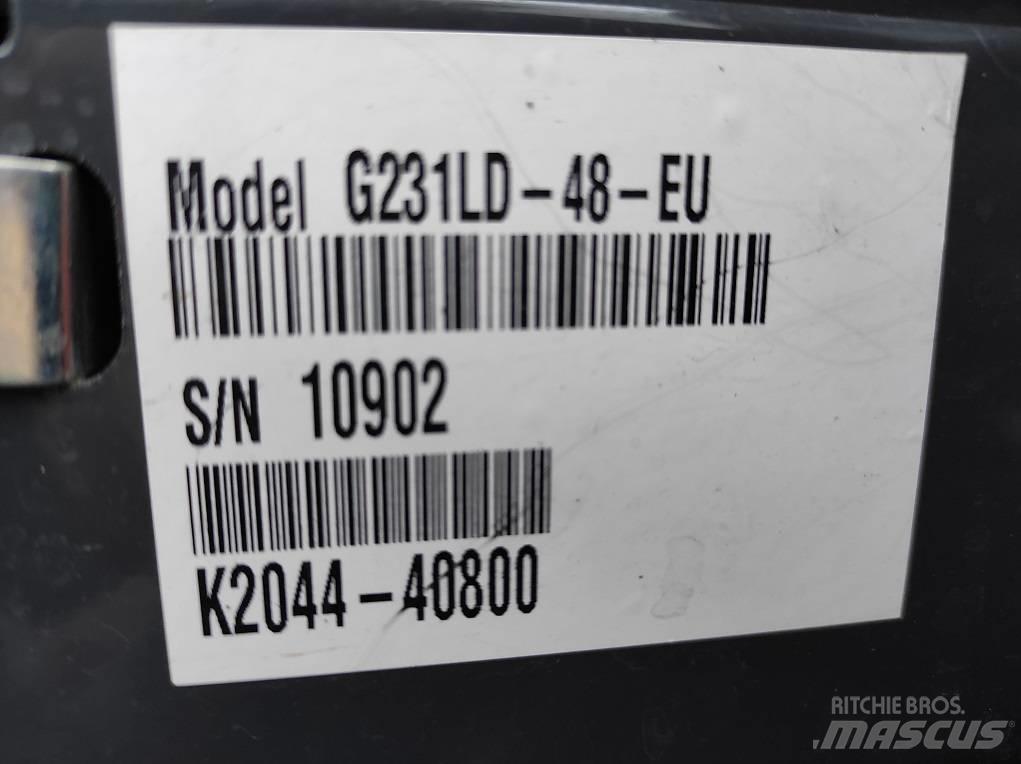 Model G231LD-48-EU
S/N 10902
K2044-40800
RITCHIE BROS.
MASCUS